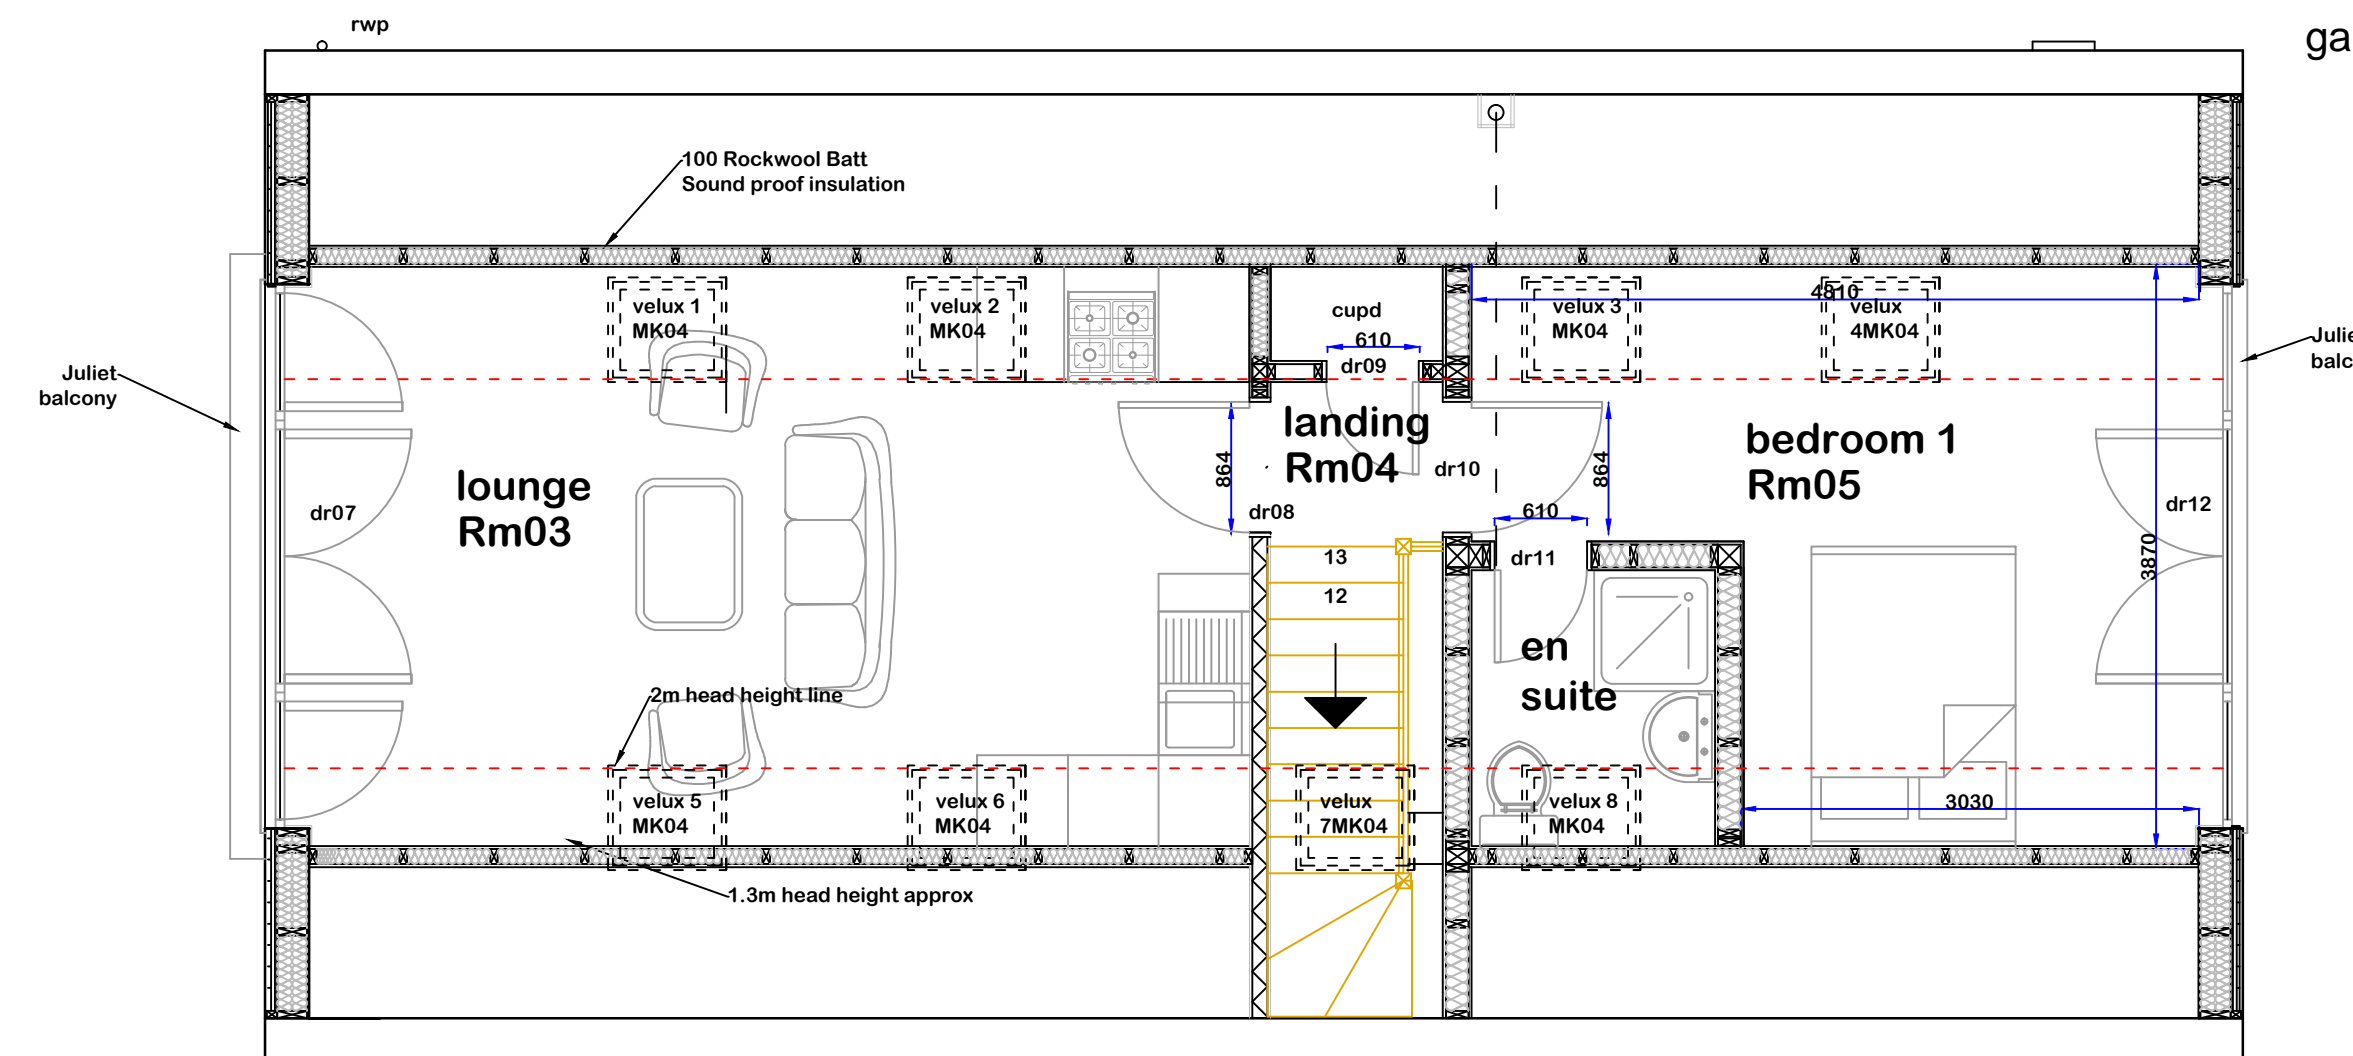 rwp
ga
100 Rockwool Batt
Sound proof insulation
velux 1
MK04
velux 2
MK04
cupd
610
dr09
velux 3
MK04
4810
velux
4MK04
Juliet
balcony
Julie
balc
landing
Rm04
864
dr10
864
bedroom 1
Rm05
lounge
Rm03
dr07
dr08
610
dr12
13
12
dr11
3870
en
suite
2m head height line
velux 5
MK04
velux 6
MK04
velux
7MK04
velux 8
MK04
3030
1.3m head height approx